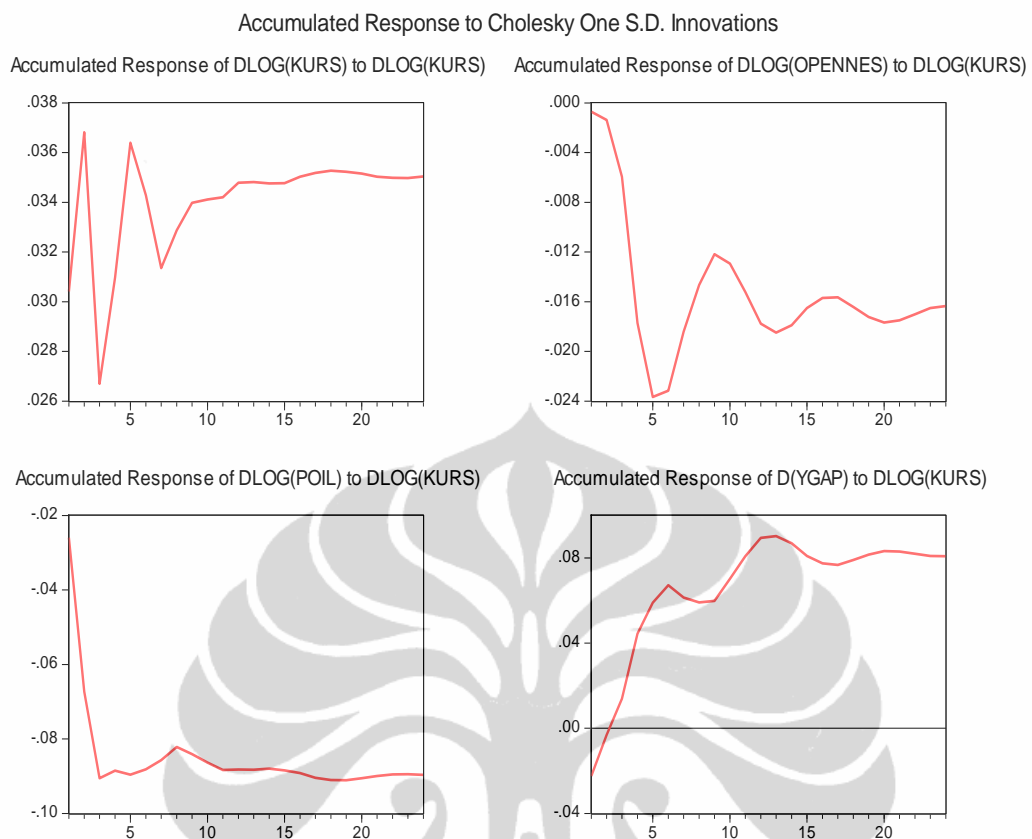 Accumulated Response to Cholesky One S.D. Innovations
Accumulated Response of DLOG(KURS) to DLOG(KURS)
Accumulated Response of DLOG(OPENNES) to DLOG(KURS)
.038
.036
.034
.032
.030
.028
.026
5 10 15 20
.000
-.004
-.008
-.012
-.016
-.020
-.024
5 10 15 20
Accumulated Response of DLOG(POIL) to DLOG(KURS)
Accumulated Response of D(YGAP) to DLOG(KURS)
-.02
-.04
-.06
-.08
-.10
5 10 15 20
.08
.04
.00
-.04
5 10 15 20